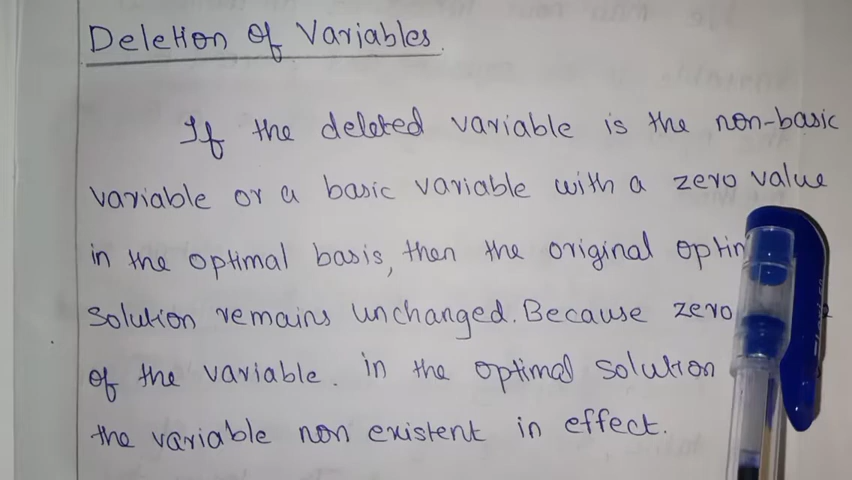 Deletion of Variables.
If the deleted variable is the non-basic
variable or a basic variable with a zero value
in the optimal basis, then the original optim
Solution remains unchanged. Because zero
of the variable. in the optimal solution
the variable non existent in effect.